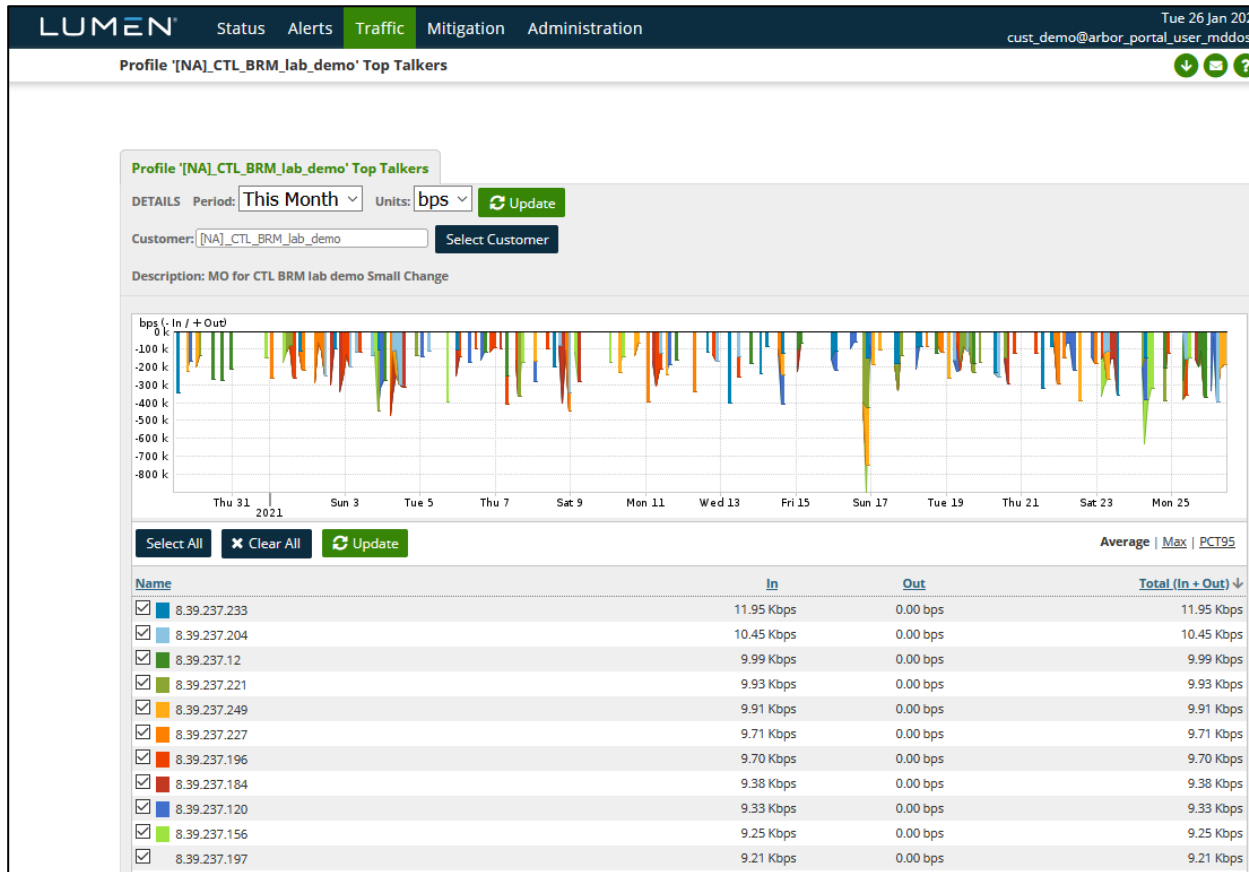 LUMEN® Status Alerts Traffic Mitigation Administration
Tue 26 Jan 202
cust_demo@arbor_portal_user_mddos
Profile '[NA]_CTL_BRM_lab_demo' Top Talkers
?
Profile '[NA]_CTL_BRM_lab_demo' Top Talkers
DETAILS Period: This Month Units: bps Update
Customer: [NA]_CTL_BRM_lab_demo Select Customer
Description: MO for CTL BRM lab demo Small Change
bps (- In / + Out)
0 k
-100 k
-200 k
-300 k
-400 k
-500 k
-600 k
-700 k
-800 k
Thu 31 Sun 3 Tue 5 Thu 7 Sat 9 Mon 11 Wed 13 Fri 15 Sun 17 Tue 19 Thu 21 Sat 23 Mon 25
2021
Select All Clear All Update Average | Max | PCT95
Name In Out Total (In + Out)
8.39.237.233 11.95 Kbps 0.00 bps 11.95 Kbps
8.39.237.204 10.45 Kbps 0.00 bps 10.45 Kbps
8.39.237.12 9.99 Kbps 0.00 bps 9.99 Kbps
8.39.237.221 9.93 Kbps 0.00 bps 9.93 Kbps
8.39.237.249 9.91 Kbps 0.00 bps 9.91 Kbps
8.39.237.227 9.71 Kbps 0.00 bps 9.71 Kbps
8.39.237.196 9.70 Kbps 0.00 bps 9.70 Kbps
8.39.237.184 9.38 Kbps 0.00 bps 9.38 Kbps
8.39.237.120 9.33 Kbps 0.00 bps 9.33 Kbps
8.39.237.156 9.25 Kbps 0.00 bps 9.25 Kbps
8.39.237.197 9.21 Kbps 0.00 bps 9.21 Kbps